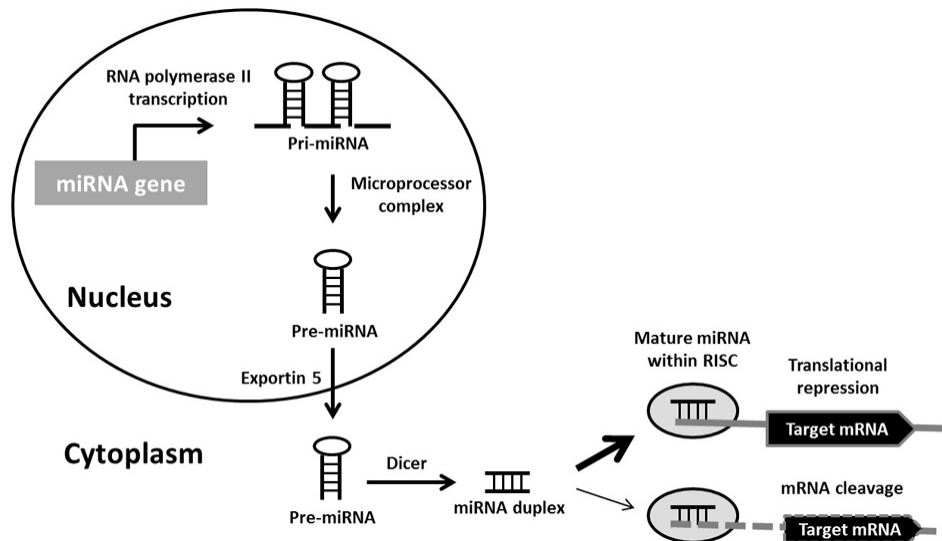 RNA polymerase II
transcription
Pri-miRNA
miRNA gene
Microprocessor
complex
Nucleus
Pre-miRNA
Exportin 5
Cytoplasm
Pre-miRNA
Dicer
miRNA duplex
Mature miRNA
within RISC
Translational
repression
Target mRNA
mRNA cleavage
Target mRNA